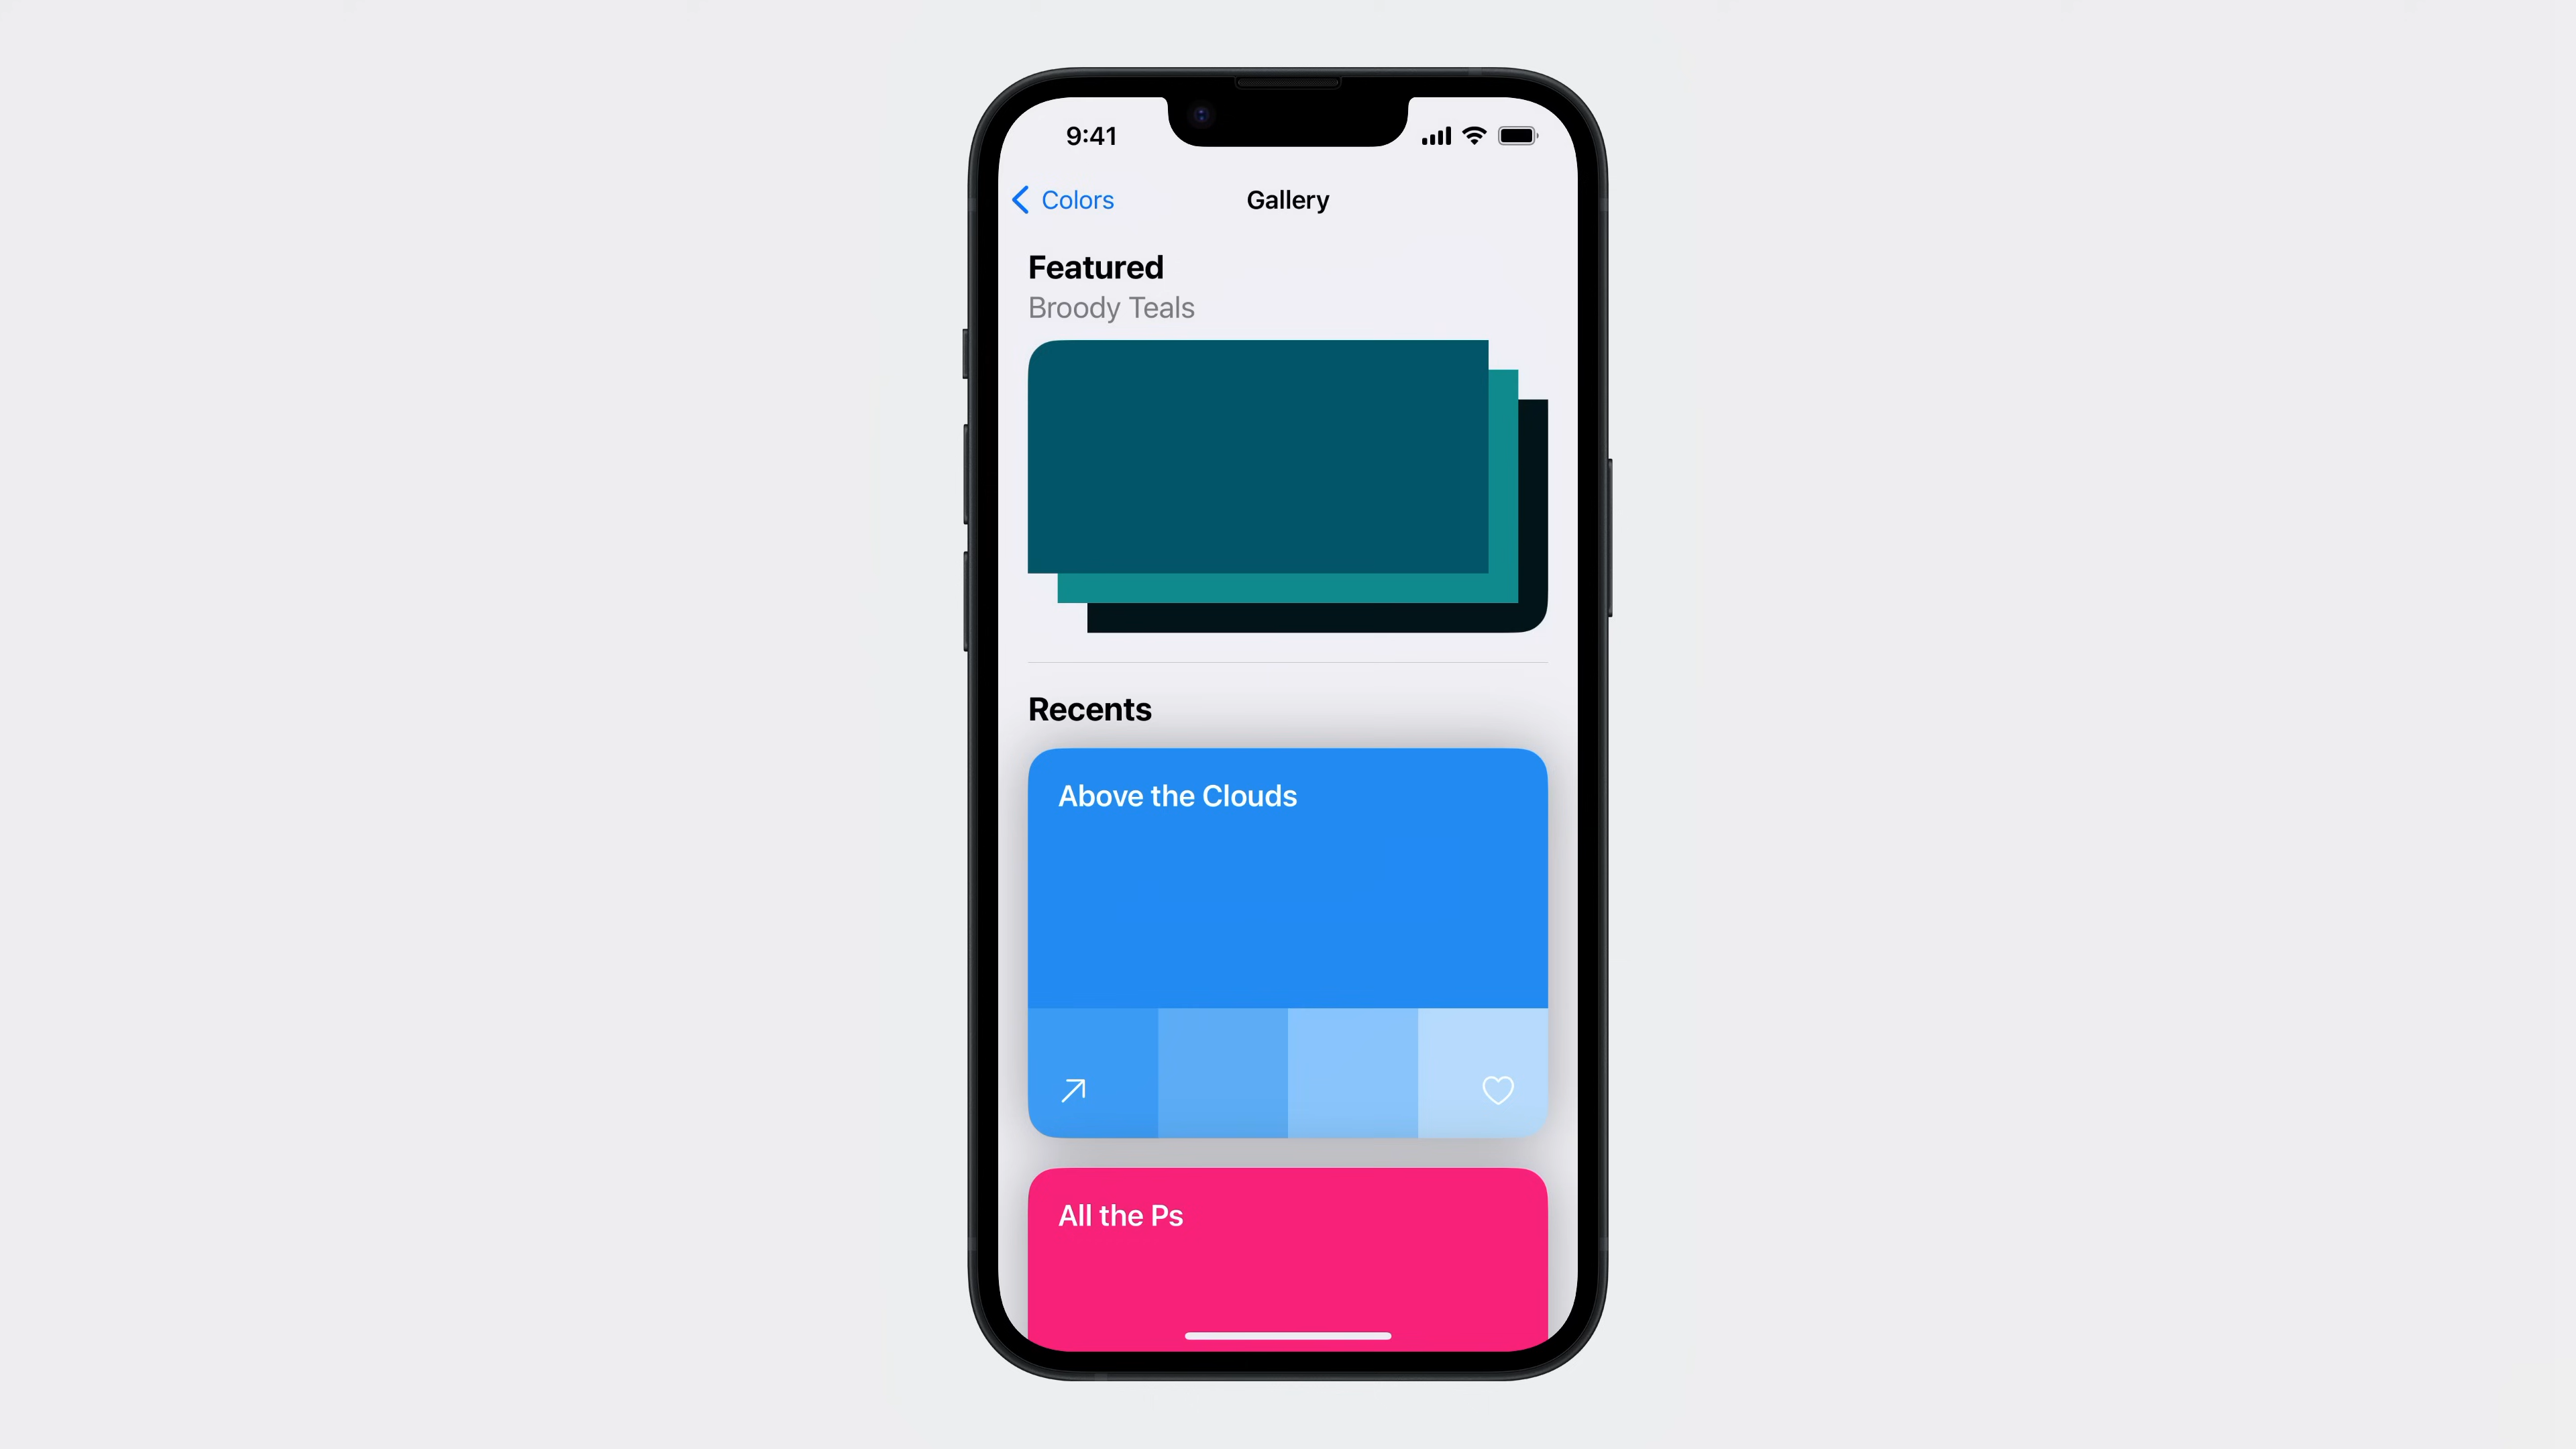 9:41
Colors
Gallery
Featured
Broody Teals
Recents
Above the Clouds
All the Ps